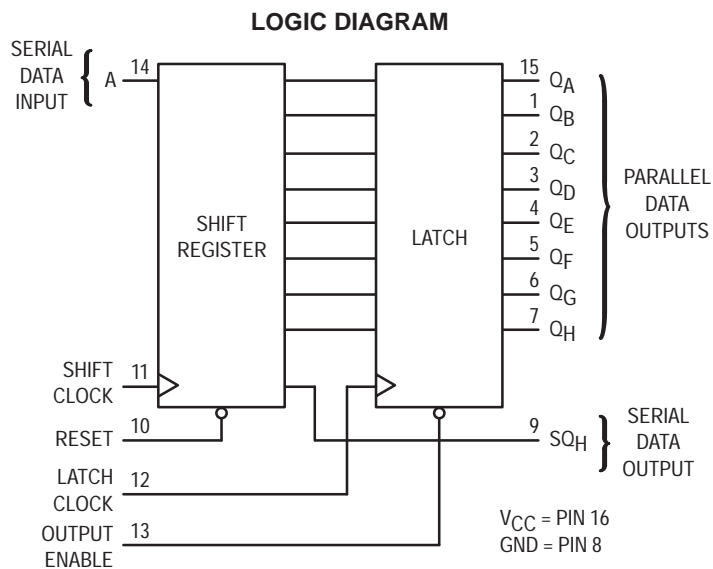 LOGIC DIAGRAM
SERIAL
DATA
INPUT
A
14
SHIFT
REGISTER
LATCH
15 QA
1 QB
2 QC
3 QD
4 QE
5 QF
6 QG
7 QH
PARALLEL
DATA
OUTPUTS
SHIFT
CLOCK
11
RESET
10
LATCH
CLOCK
12
OUTPUT
ENABLE
13
9 SQH
SERIAL
DATA
OUTPUT
VCC = PIN 16
GND = PIN 8